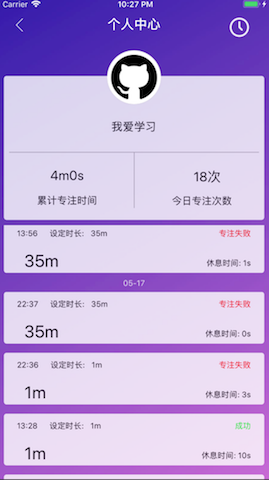 Carrier 10:27 PM
个人中心
我爱学习
4m0s 18次
累计专注时间 今日专注次数
13:56 设定时长: 35m 专注失败
35m 休息时间: 1s
05-17
22:37 设定时长: 35m 专注失败
35m 休息时间: 0s
22:36 设定时长: 1m 专注失败
1m 休息时间: 3s
13:28 设定时长: 1m 成功
1m 休息时间: 10s